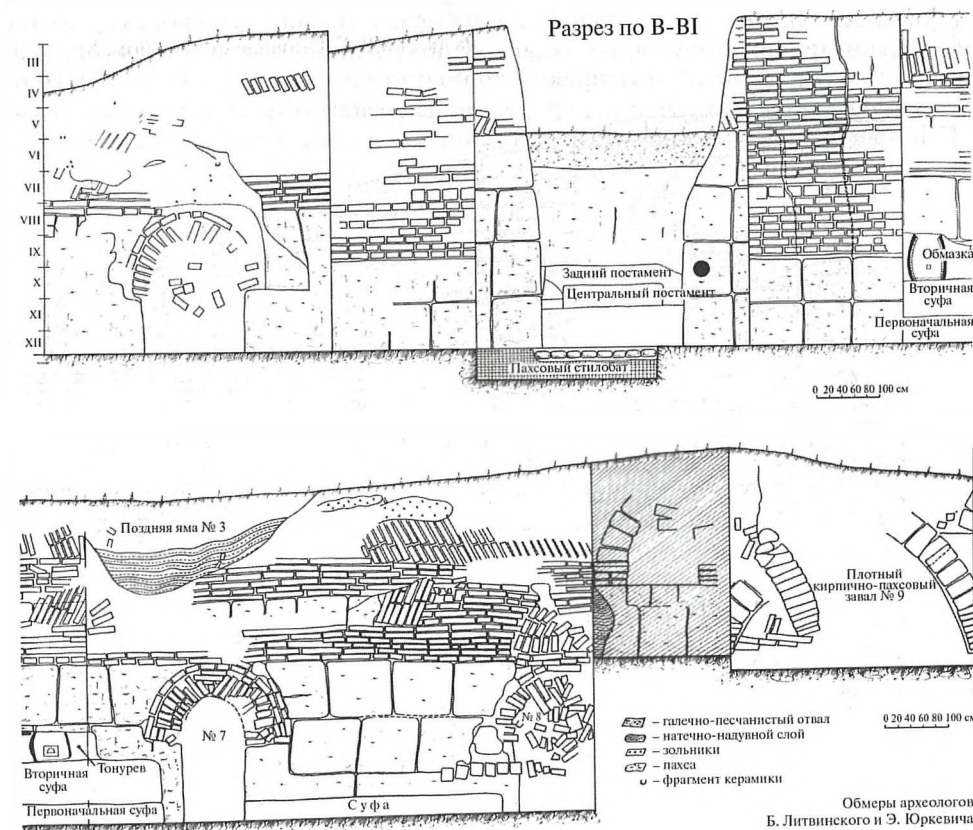 Разрез по В-ВI
III
IV
V
VI
VII
VIII
IX
X
XI
XII
Задний постамент
Центральный постамент
Пахсовый стилобат
Обмазка
Вторичная
суфа
Первоначальная
суфа
0 20 40 60 80 100 см
Поздняя яма № 3
Плотный
кирпично-пахсовый
завал № 9
№ 7
№ 8
Вторичная
суфа
Тонурев
Первоначальная суфа
Суфа
– галечно-песчанистый отвал
– натечно-надувной слой
– зольники
– пахса
– фрагмент керамики
0 20 40 60 80 100 см
Обмеры археологов
Б. Литвинского и Э. Юркевича